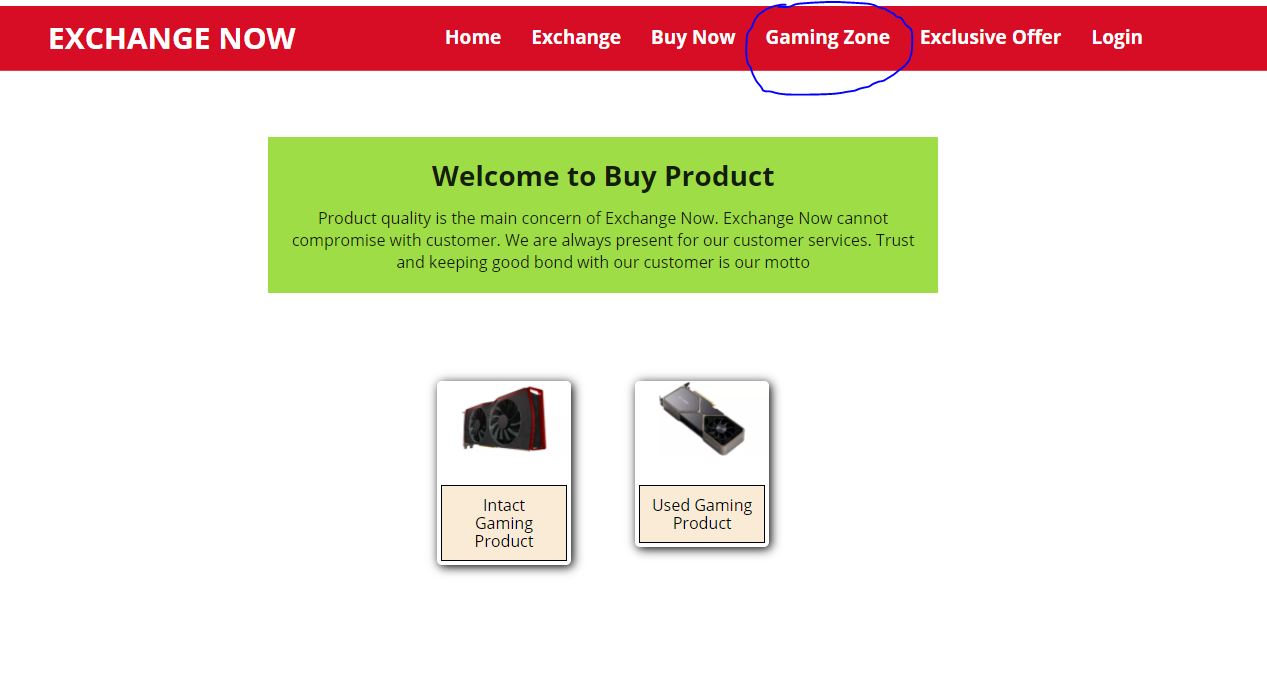 EXCHANGE NOW Home Exchange Buy Now Gaming Zone Exclusive Offer Login
Welcome to Buy Product
Product quality is the main concern of Exchange Now. Exchange Now cannot
compromise with customer. We are always present for our customer services. Trust
and keeping good bond with our customer is our motto
Intact
Gaming
Product
Used Gaming
Product